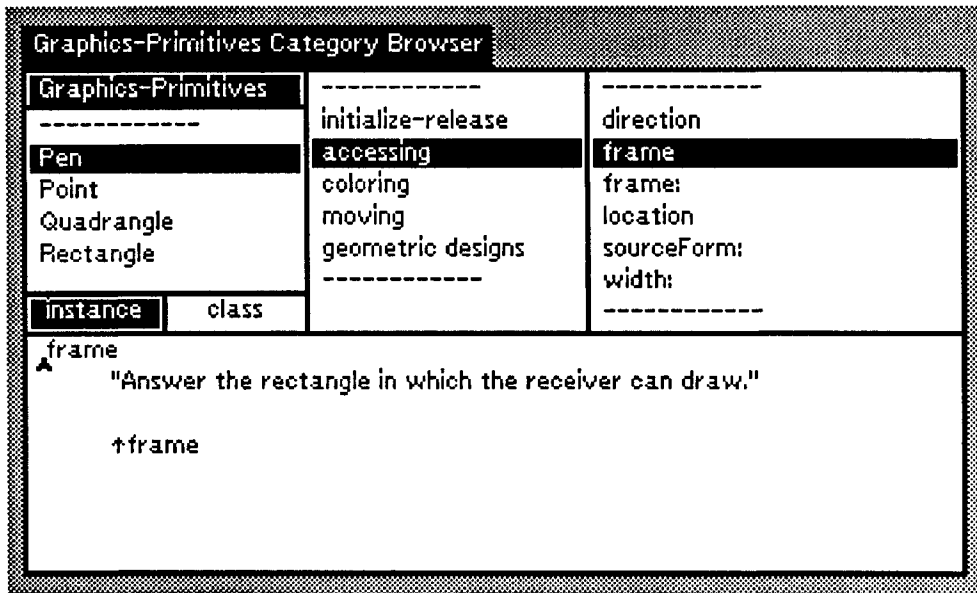 Graphics-Primitives Category Browser
Graphics-Primitives
------------
Pen
Point
Quadrangle
Rectangle
instance class
------------
initialize-release
accessing
coloring
moving
geometric designs
------------
------------
direction
frame
frame:
location
sourceForm:
width:
------------
frame
"Answer the rectangle in which the receiver can draw."
↑frame